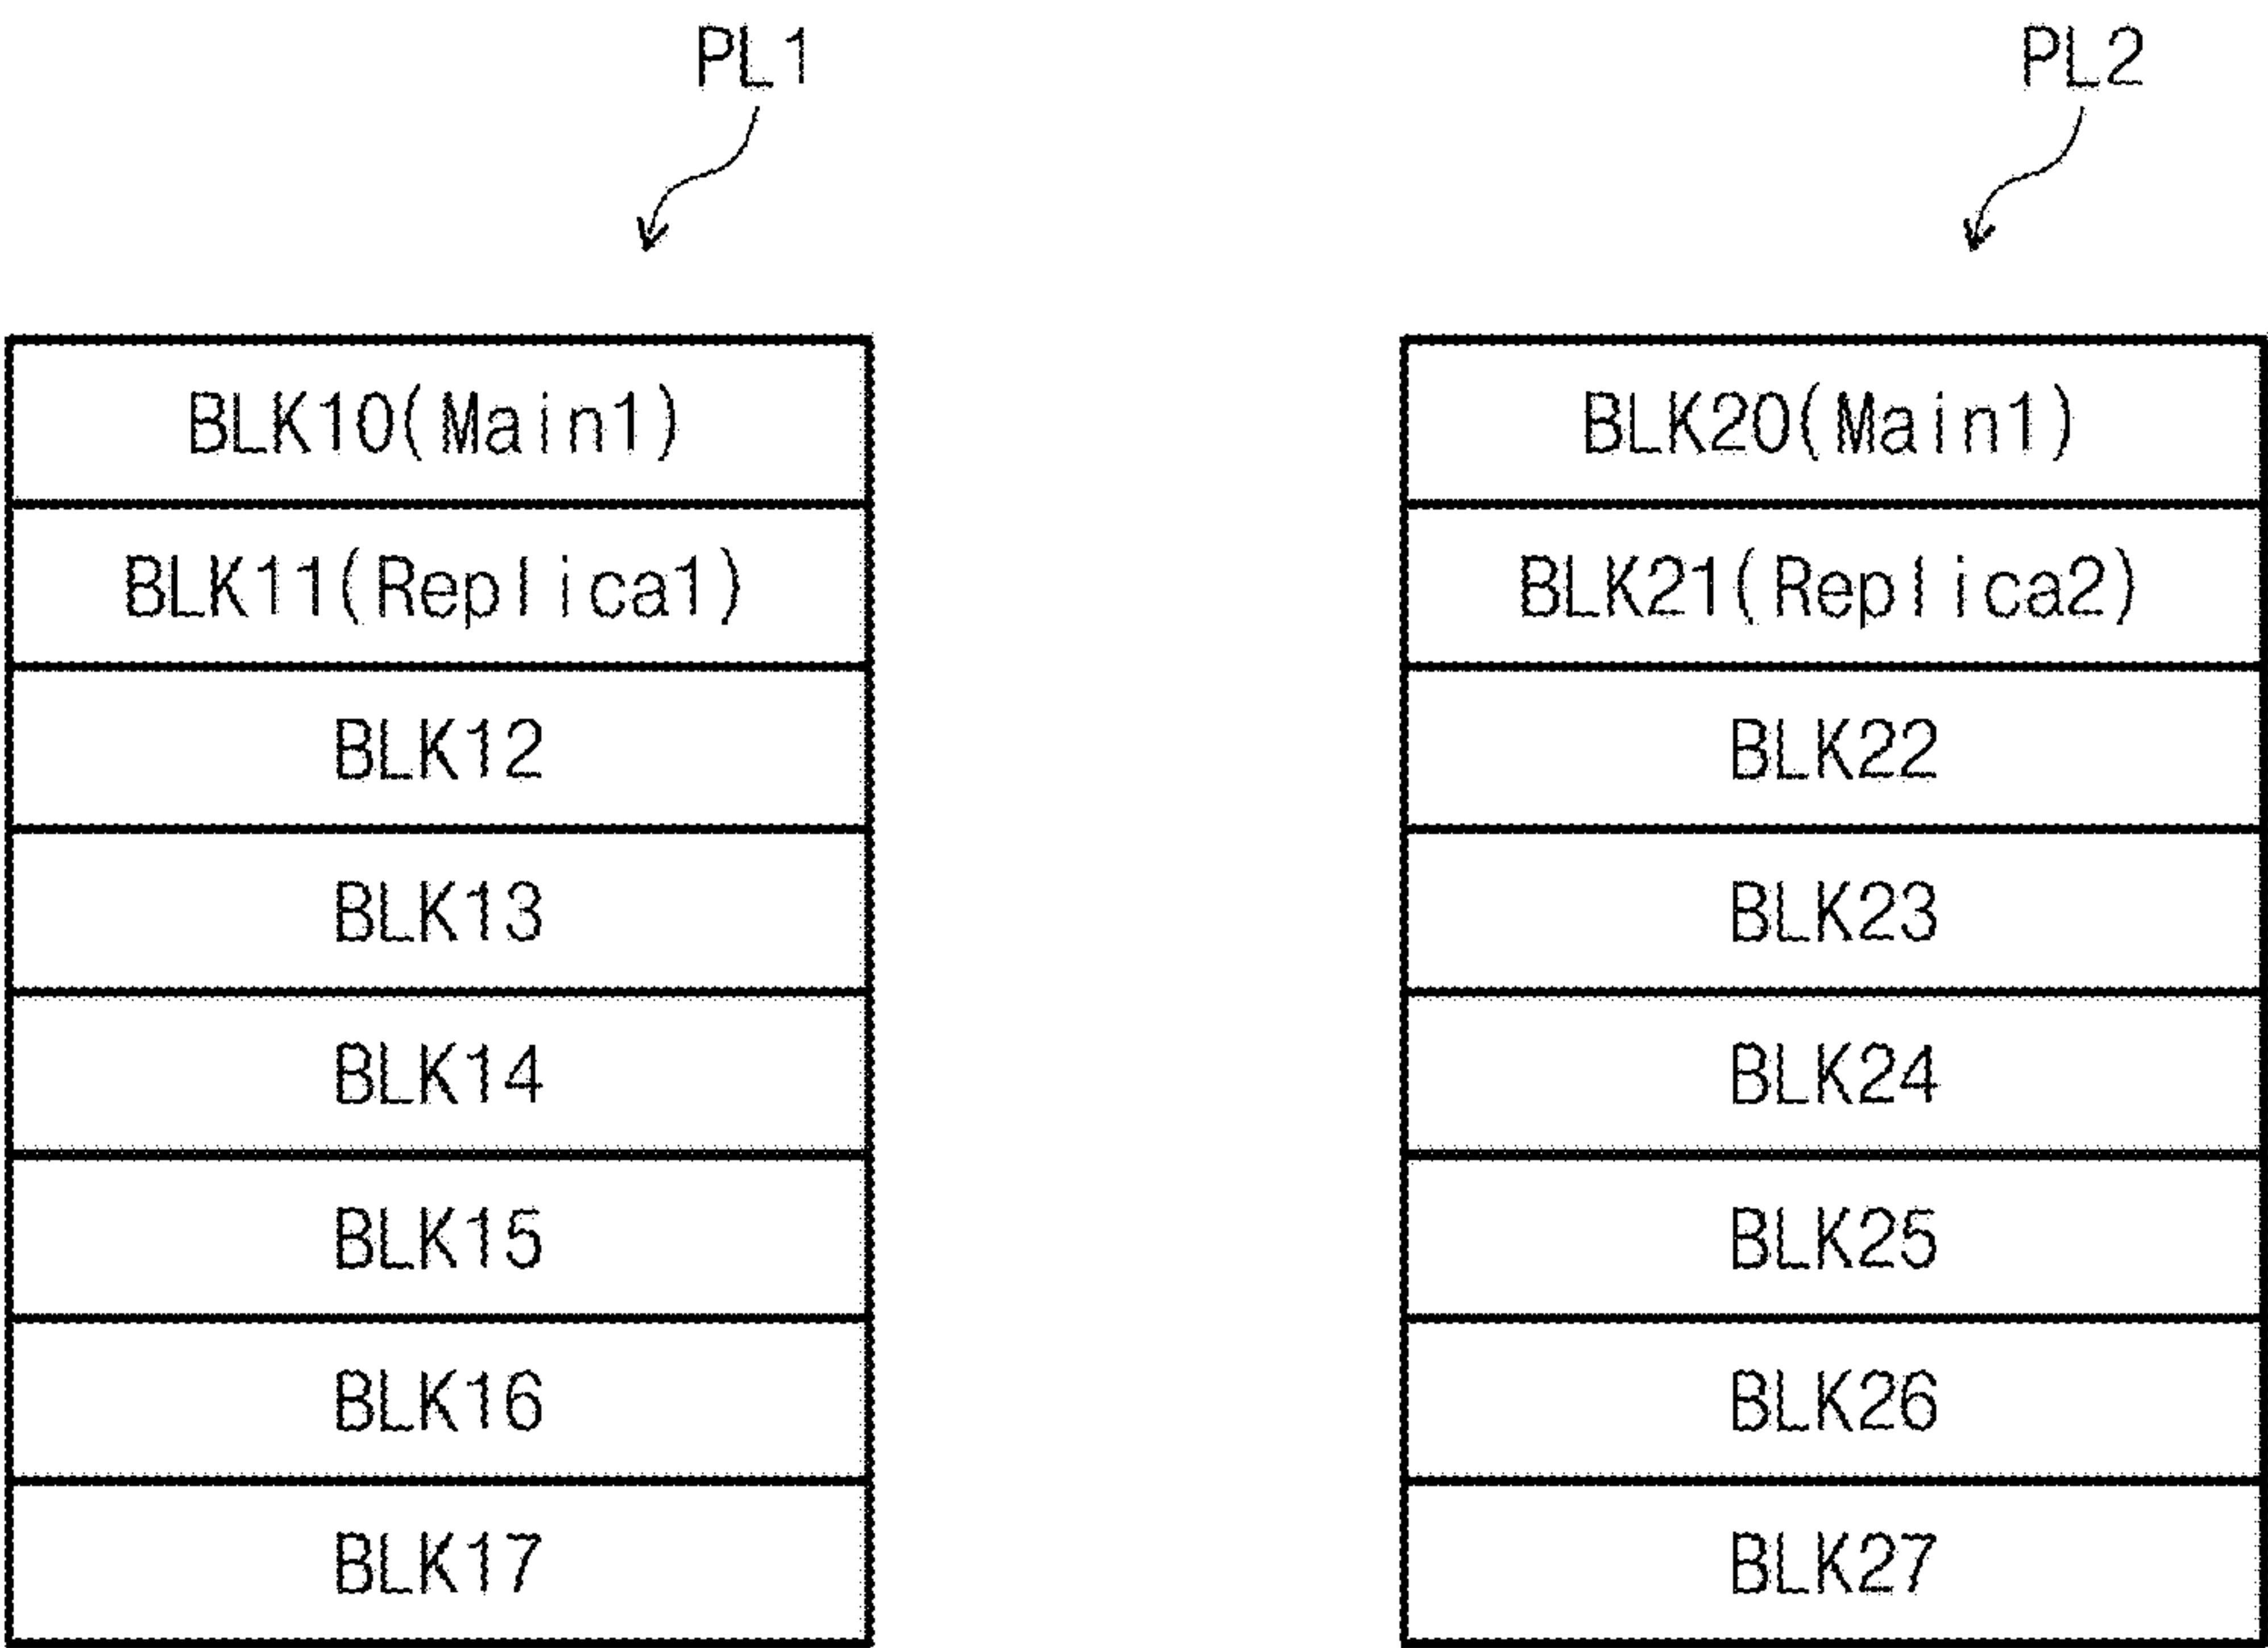 PL1
BLK10(Main1)
BLK11(Replica1)
BLK12
BLK13
BLK14
BLK15
BLK16
BLK17
PL2
BLK20(Main1)
BLK21(Replica2)
BLK22
BLK23
BLK24
BLK25
BLK26
BLK27